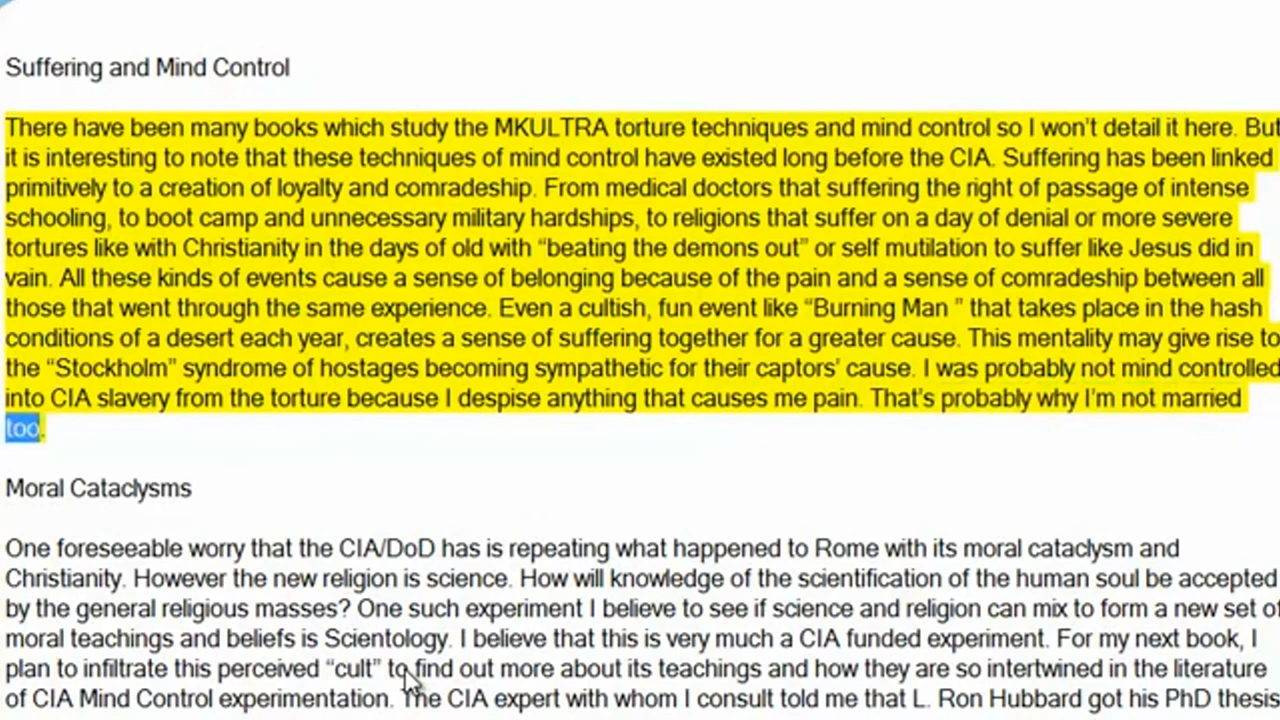 Suffering and Mind Control
There have been many books which study the MKULTRA torture techniques and mind control so I won't detail it here. But
it is interesting to note that these techniques of mind control have existed long before the CIA. Suffering has been linked
primitively to a creation of loyalty and comradeship. From medical doctors that suffering the right of passage of intense
schooling, to boot camp and unnecessary military hardships, to religions that suffer on a day of denial or more severe
tortures like with Christianity in the days of old with “beating the demons out” or self mutilation to suffer like Jesus did in
vain. All these kinds of events cause a sense of belonging because of the pain and a sense of comradeship between all
those that went through the same experience. Even a cultish, fun event like “Burning Man ” that takes place in the hash
conditions of a desert each year, creates a sense of suffering together for a greater cause. This mentality may give rise to
the “Stockholm” syndrome of hostages becoming sympathetic for their captors’ cause. I was probably not mind controlled
into CIA slavery from the torture because I despise anything that causes me pain. That’s probably why I’m not married
too.
Moral Cataclysms
One foreseeable worry that the CIA/DoD has is repeating what happened to Rome with its moral cataclysm and
Christianity. However the new religion is science. How will knowledge of the scientification of the human soul be accepted
by the general religious masses? One such experiment I believe to see if science and religion can mix to form a new set of
moral teachings and beliefs is Scientology. I believe that this is very much a CIA funded experiment. For my next book, I
plan to infiltrate this perceived “cult” to find out more about its teachings and how they are so intertwined in the literature
of CIA Mind Control experimentation. The CIA expert with whom I consult told me that L. Ron Hubbard got his PhD thesis